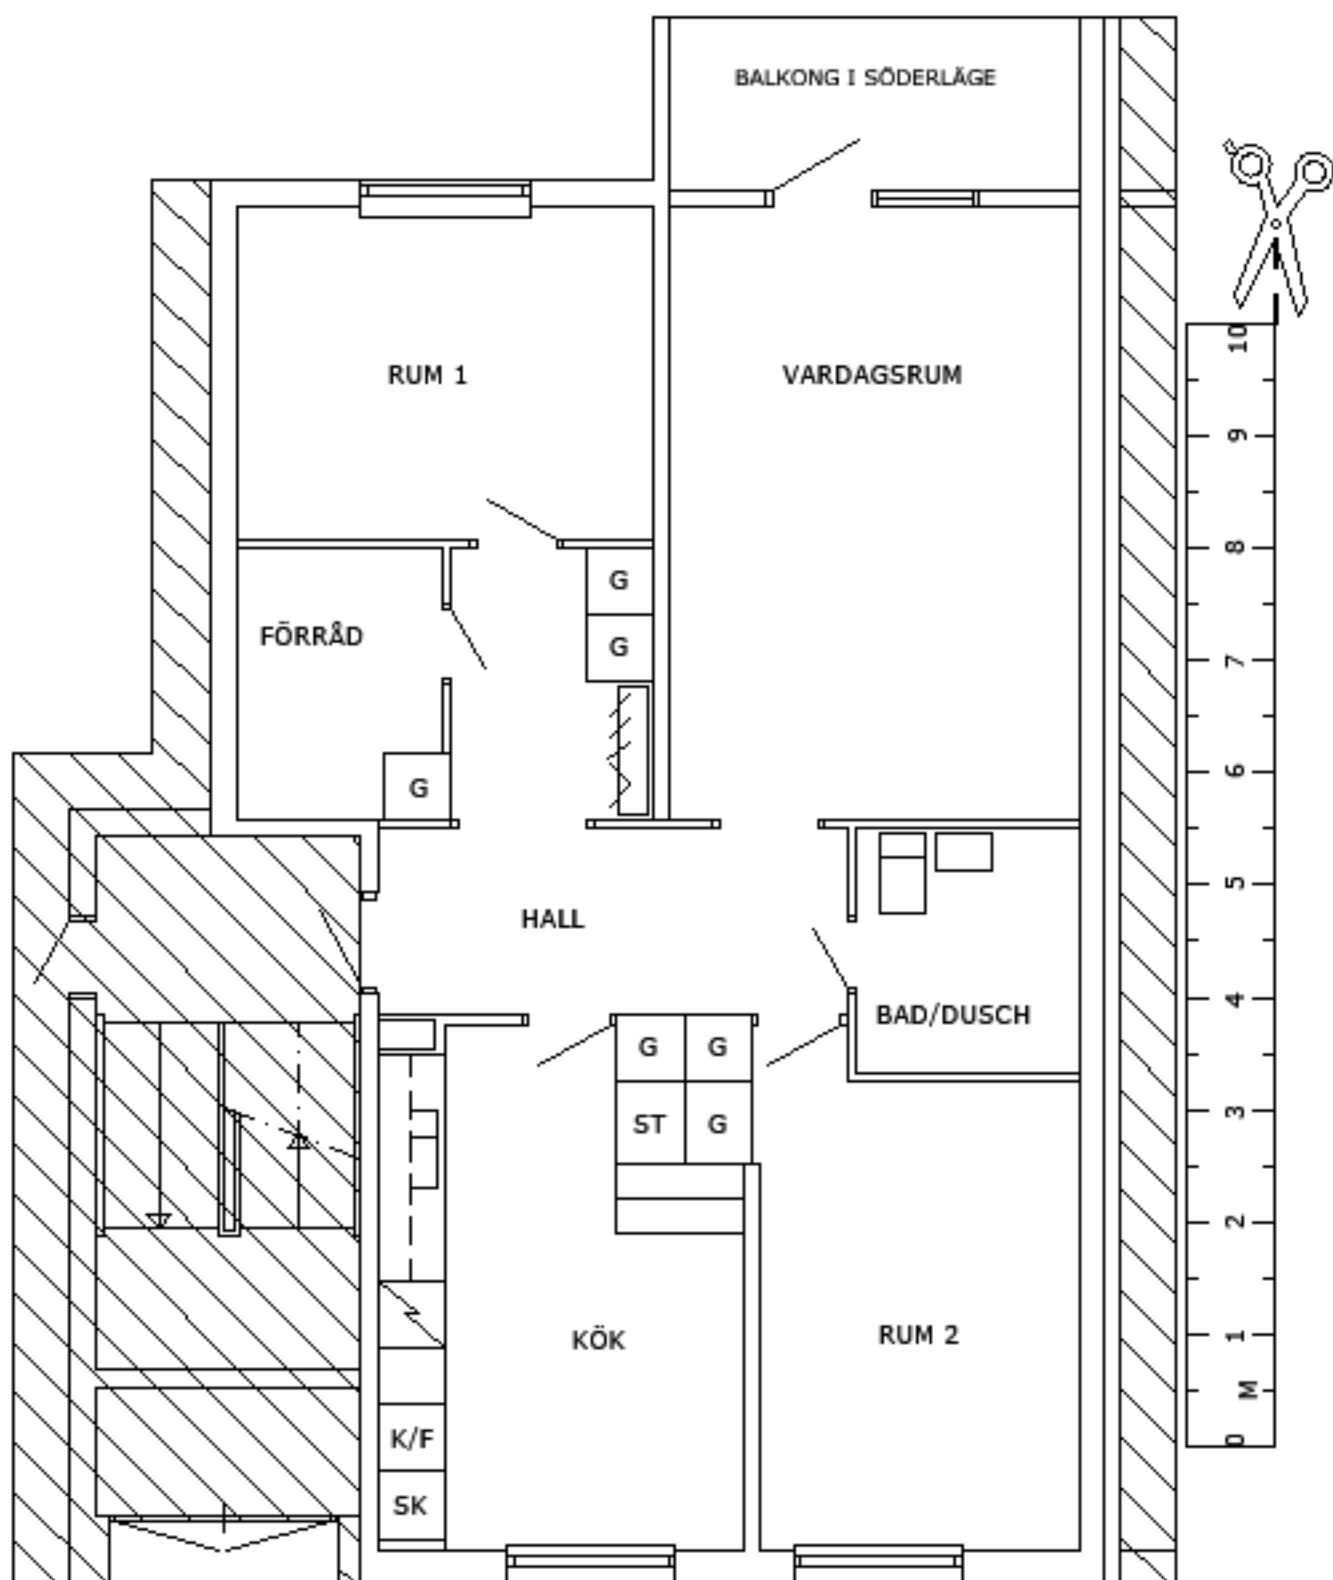 BALKONG I SÖDERLÄGE
RUM 1
VARDAGSRUM
G
FÖRRÅD
G
G
HALL
BAD/DUSCH
G
G
ST
G
KÖK
RUM 2
K/F
SK
10
9
8
7
6
5
4
3
2
1
M
0